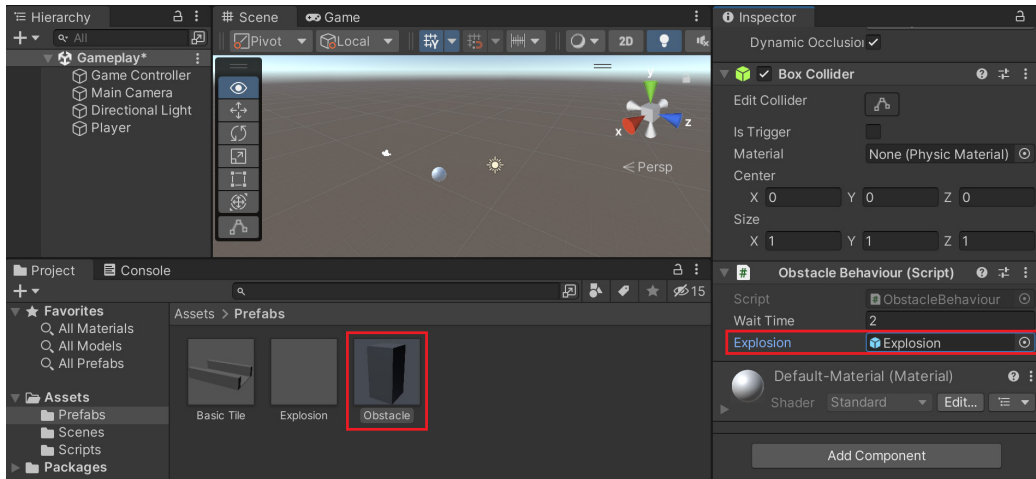 Hierarchy
All
Gameplay*
Game Controller
Main Camera
Directional Light
Player
Scene
Game
Pivot
Local
2D
y
x
z
Persp
Project
Console
15
Favorites
All Materials
All Models
All Prefabs
Assets
Prefabs
Scenes
Scripts
Packages
Assets > Prefabs
Basic Tile
Explosion
Obstacle
Inspector
Dynamic Occlusion
Box Collider
Edit Collider
Is Trigger
Material None (Physic Material)
Center
X 0 Y 0 Z 0
Size
X 1 Y 1 Z 1
# Obstacle Behaviour (Script)
Script # ObstacleBehaviour
Wait Time 2
Explosion Explosion
Default-Material (Material)
Shader Standard Edit...
Add Component